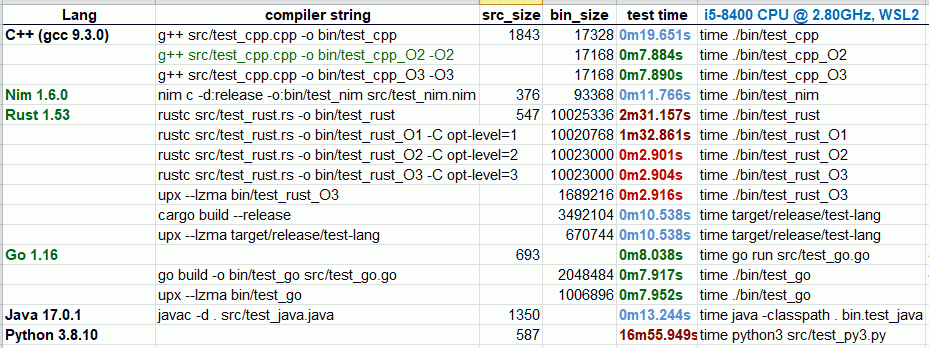 Lang compiler string src_size bin_size test time i5-8400 CPU @ 2.80GHz, WSL2
C++ (gcc 9.3.0) g++ src/test_cpp.cpp -o bin/test_cpp 1843 17328 0m19.651s time ./bin/test_cpp
g++ src/test_cpp.cpp -o bin/test_cpp_O2 -O2 17168 0m7.884s time ./bin/test_cpp_O2
g++ src/test_cpp.cpp -o bin/test_cpp_O3 -O3 17168 0m7.890s time ./bin/test_cpp_O3
Nim 1.6.0 nim c -d:release -o:bin/test_nim src/test_nim.nim 376 93368 0m11.766s time ./bin/test_nim
Rust 1.53 rustc src/test_rust.rs -o bin/test_rust 547 10025336 2m31.157s time ./bin/test_rust
rustc src/test_rust.rs -o bin/test_rust_O1 -C opt-level=1 10020768 1m32.861s time ./bin/test_rust_O1
rustc src/test_rust.rs -o bin/test_rust_O2 -C opt-level=2 10023000 0m2.901s time ./bin/test_rust_O2
rustc src/test_rust.rs -o bin/test_rust_O3 -C opt-level=3 10023000 0m2.904s time ./bin/test_rust_O3
upx --lzma bin/test_rust_O3 1689216 0m2.916s time ./bin/test_rust_O3
cargo build --release 3492104 0m10.538s time target/release/test-lang
upx --lzma target/release/test-lang 670744 0m10.538s time target/release/test-lang
Go 1.16 693 0m8.038s time go run src/test_go.go
go build -o bin/test_go src/test_go.go 2048484 0m7.917s time ./bin/test_go
upx --lzma bin/test_go 1006896 0m7.952s time ./bin/test_go
Java 17.0.1 javac -d . src/test_java.java 1350 0m13.244s time java -classpath . bin.test_java
Python 3.8.10 587 16m55.949s time python3 src/test_py3.py